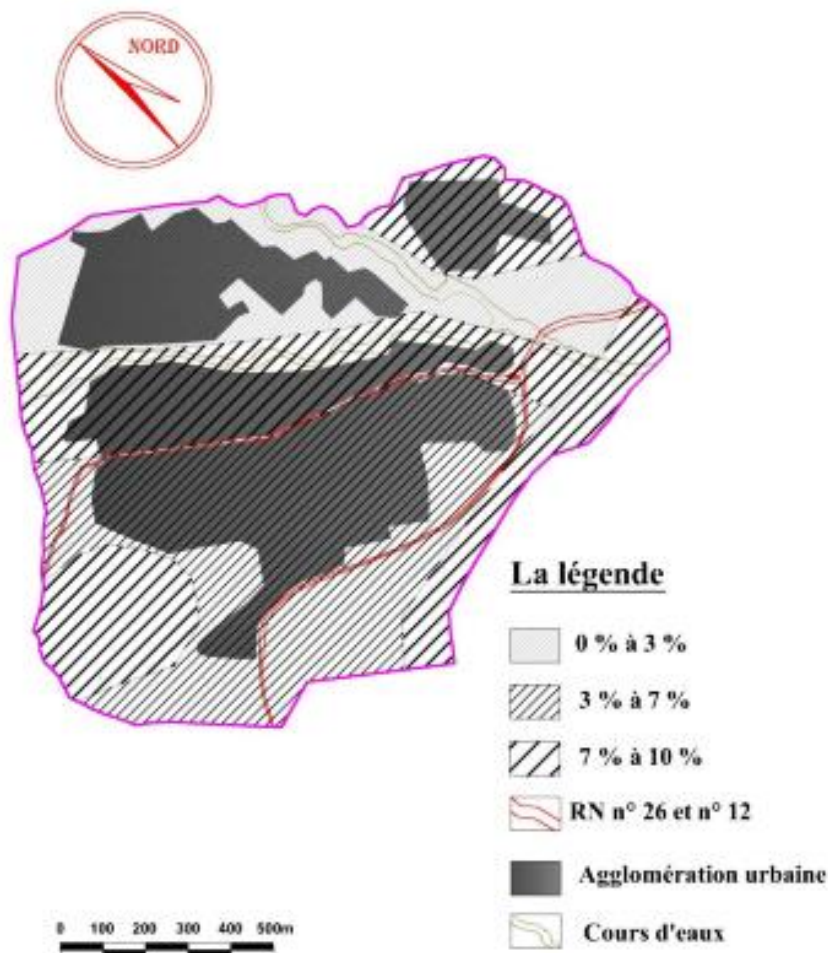 NORD
La légende
0 % à 3 %
3 % à 7 %
7 % à 10 %
RN n° 26 et n° 12
Agglomération urbaine
Cours d'eaux
0 100 200 300 400 500m